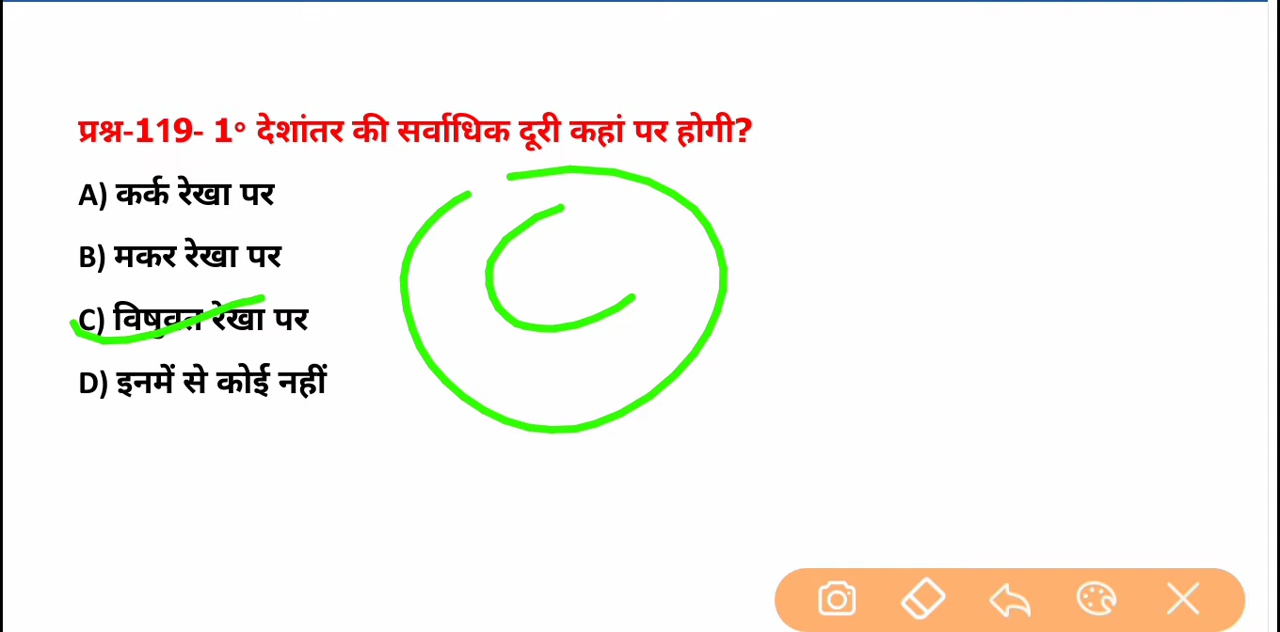 प्रश्न-119- 1° देशांतर की सर्वाधिक दूरी कहां पर होगी?
A) कर्क रेखा पर
B) मकर रेखा पर
C) विषुवत रेखा पर
D) इनमें से कोई नहीं